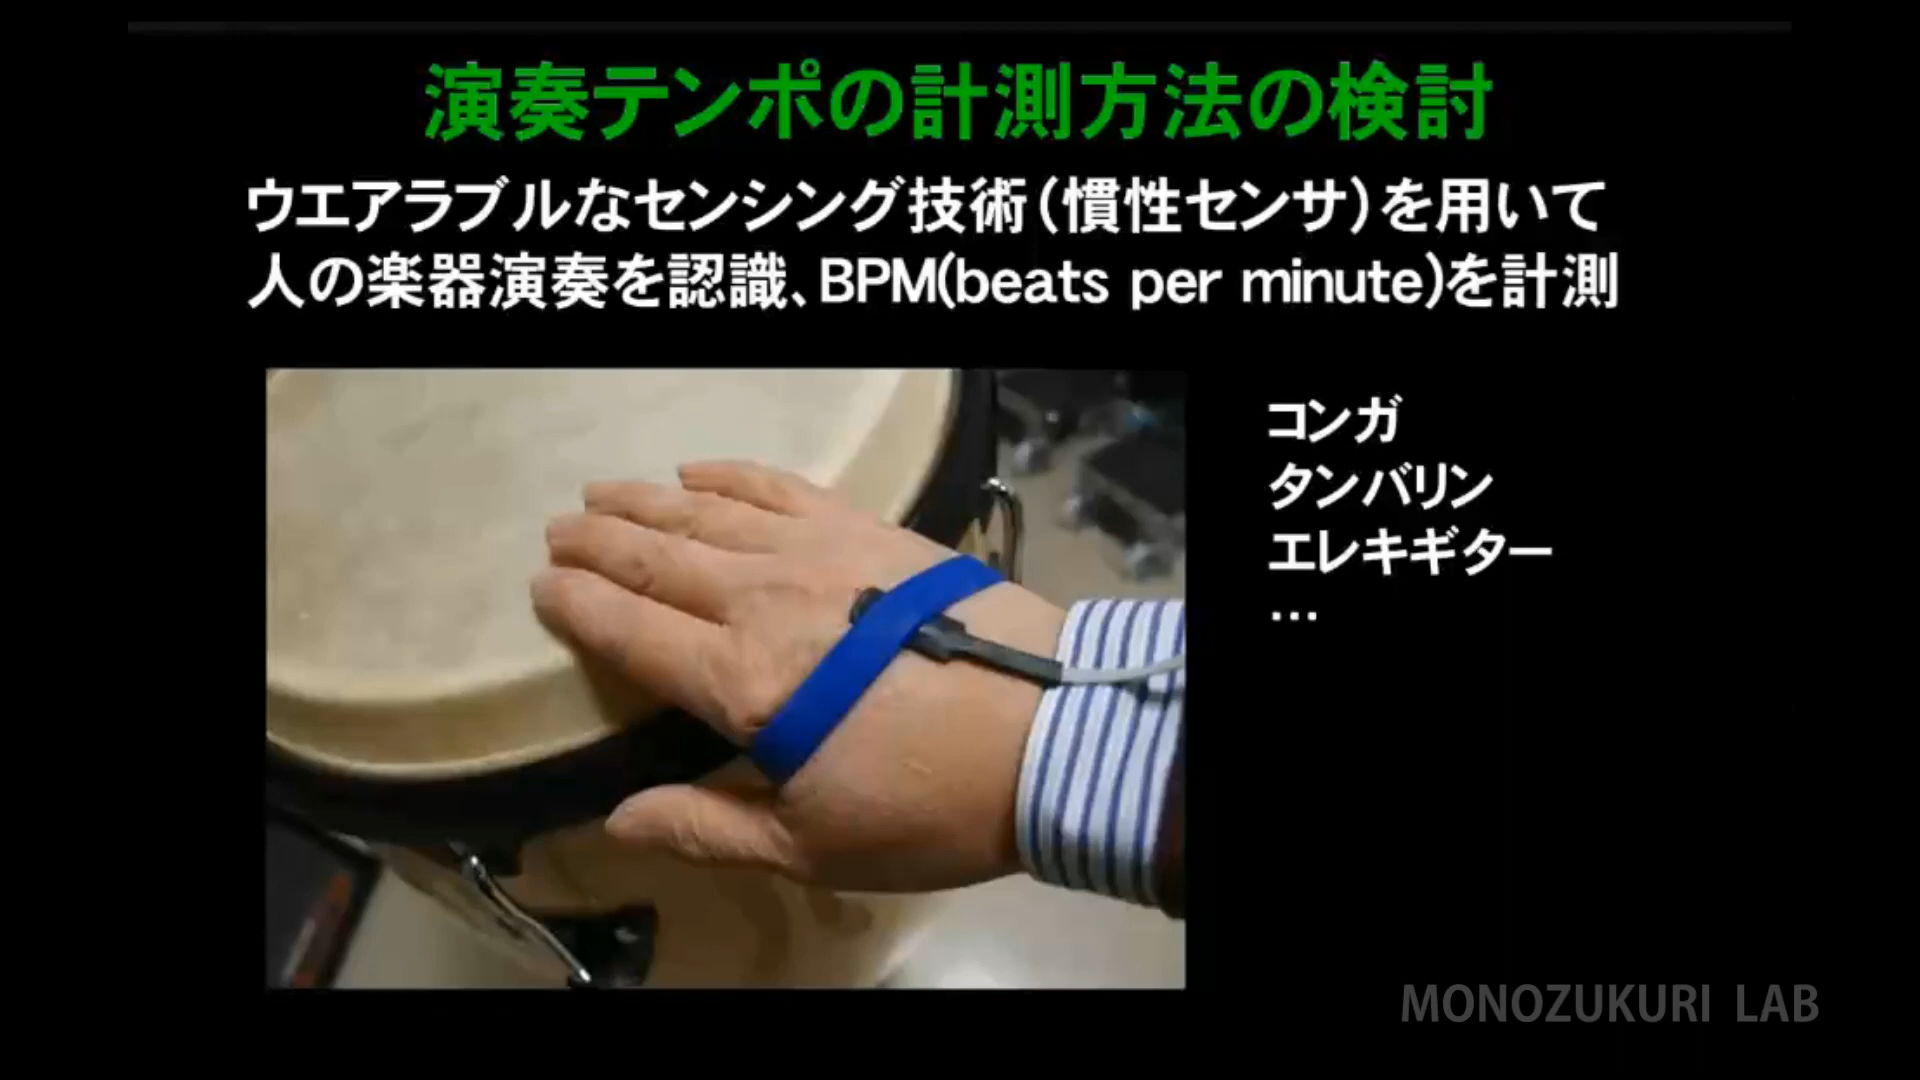 演奏テンポの計測方法の検討
ウエアラブルなセンシング技術（慣性センサ）を用いて
人の楽器演奏を認識、BPM(beats per minute)を計測
コンガ
タンバリン
エレキギター
…
MONOZUKURI LAB